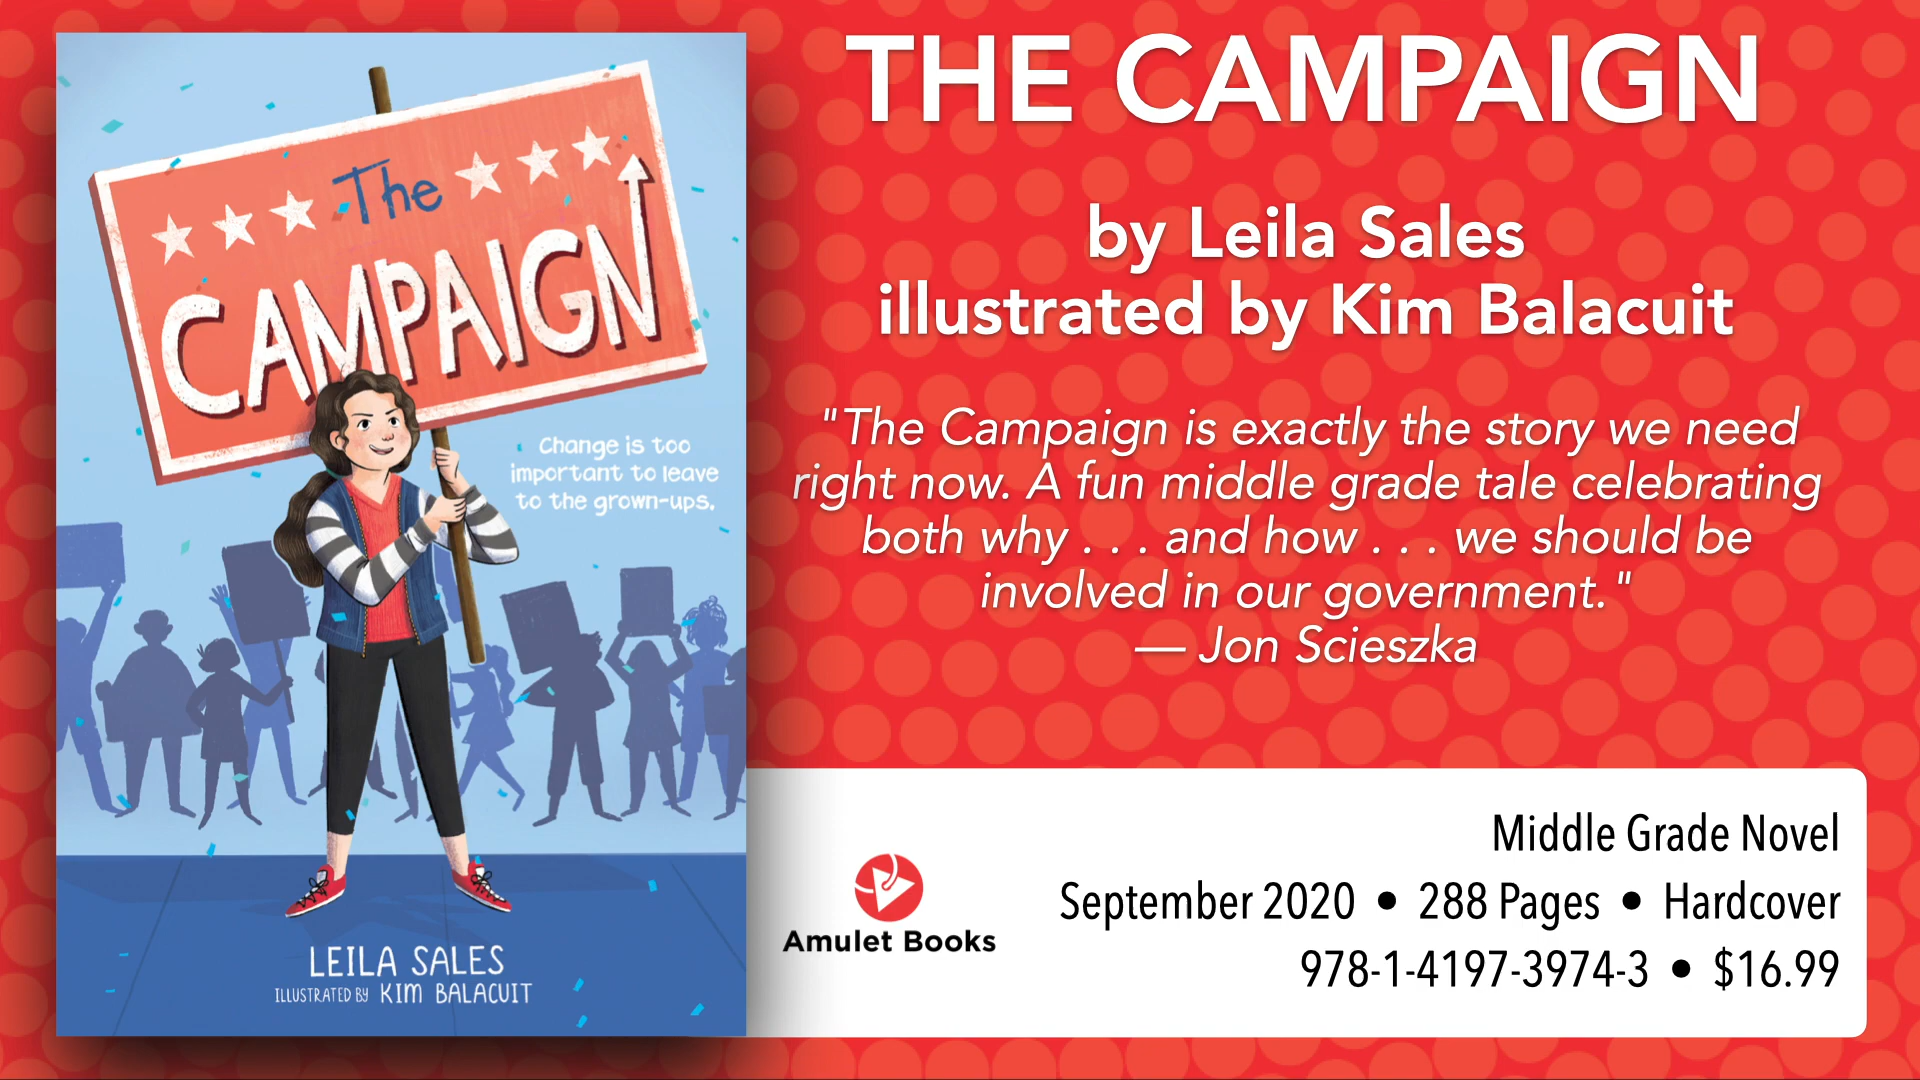 The
CAMPAIGN
Change is too
important to leave
to the grown-ups.
LEILA SALES
ILLUSTRATED BY KIM BALACUIT
THE CAMPAIGN
by Leila Sales
illustrated by Kim Balacuit
"The Campaign is exactly the story we need
right now. A fun middle grade tale celebrating
both why . . . and how . . . we should be
involved in our government."
— Jon Scieszka
Amulet Books
Middle Grade Novel
September 2020 • 288 Pages • Hardcover
978-1-4197-3974-3 • $16.99